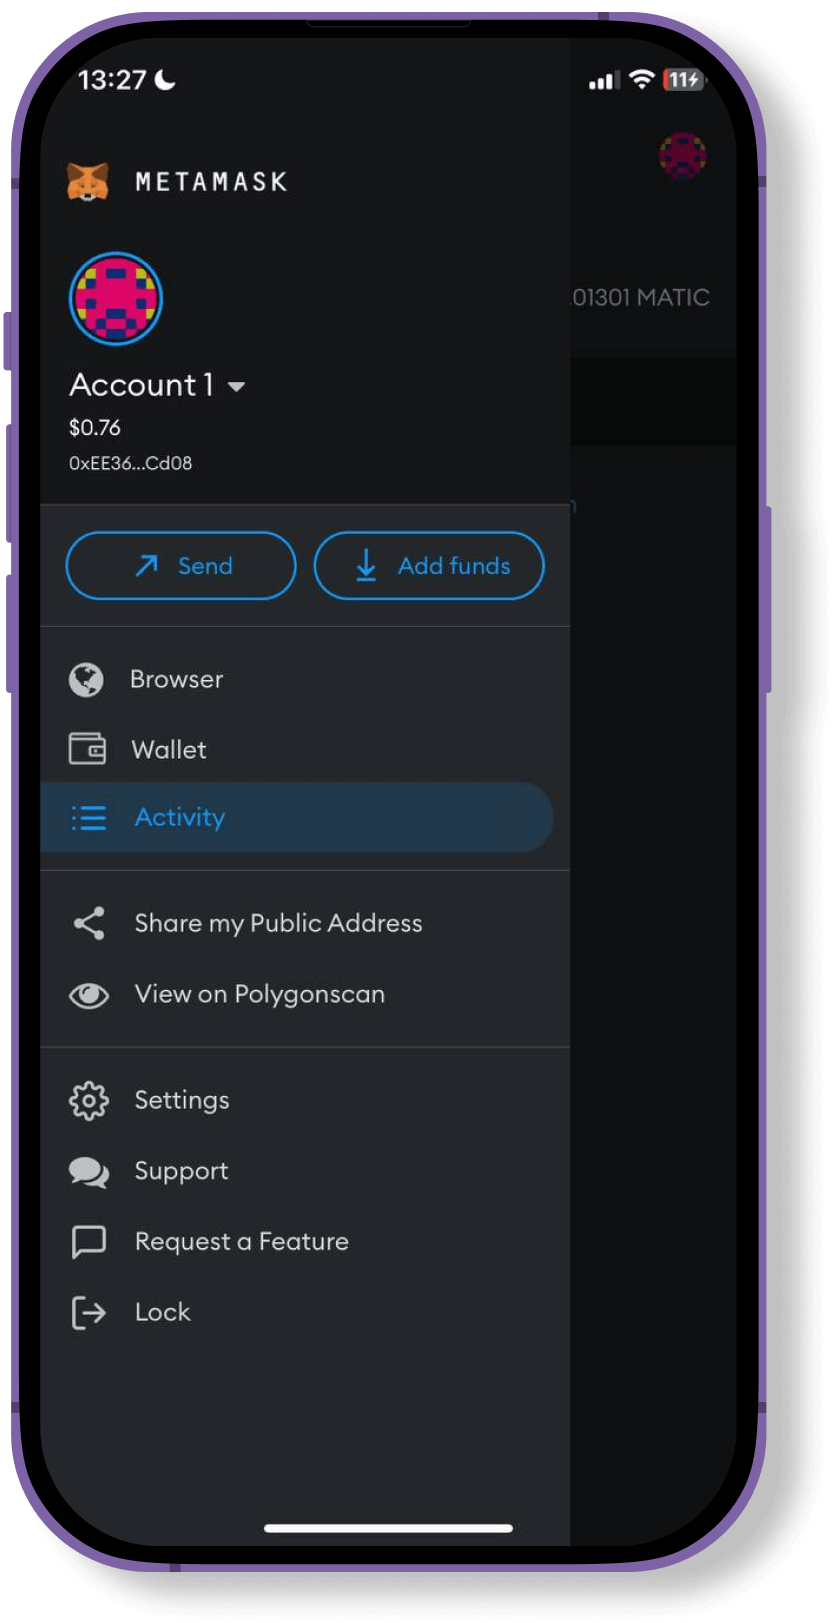 13:27
11
METAMASK
.01301 MATIC
Account 1
$0.76
0xEE36...Cd08
Send
Add funds
Browser
Wallet
Activity
Share my Public Address
View on Polygonscan
Settings
Support
Request a Feature
Lock